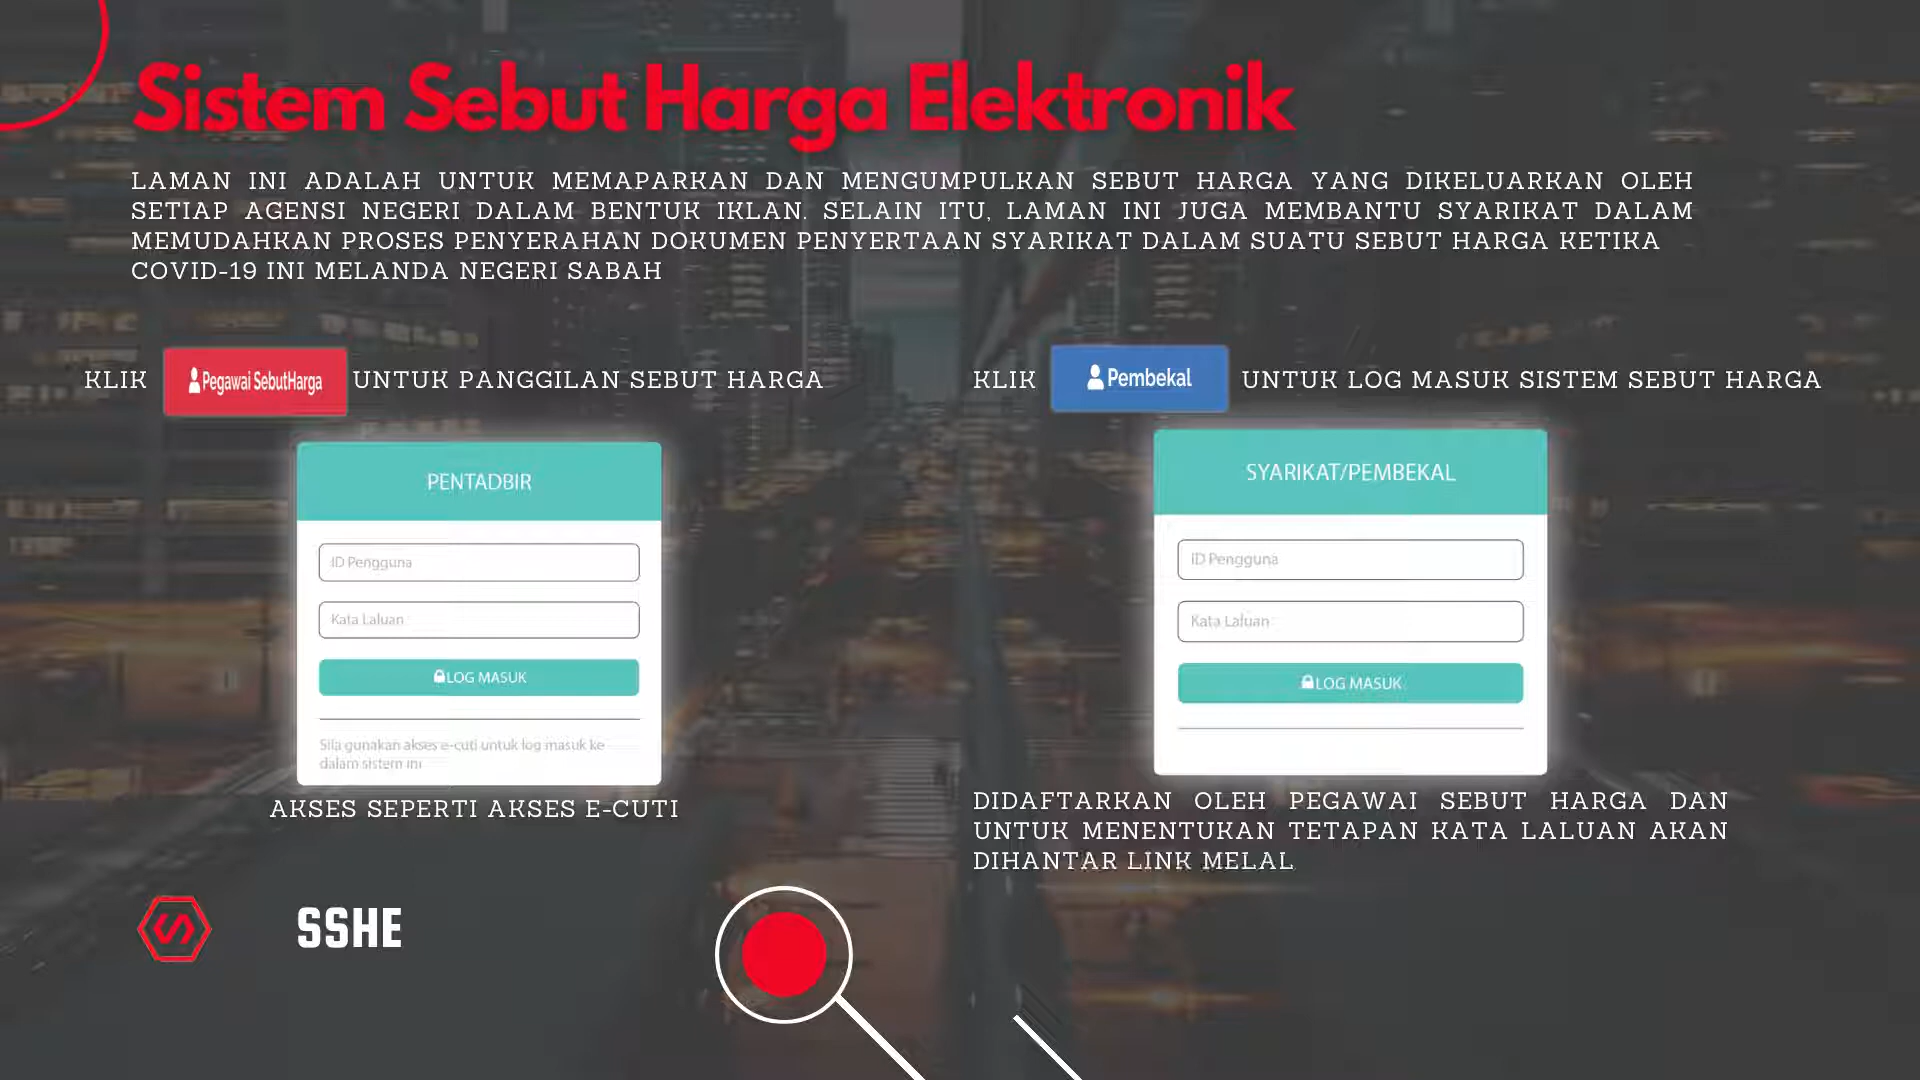 Sistem Sebut Harga Elektronik
LAMAN INI ADALAH UNTUK MEMAPARKAN DAN MENGUMPULKAN SEBUT HARGA YANG DIKELUARKAN OLEH
SETIAP AGENSI NEGERI DALAM BENTUK IKLAN. SELAIN ITU, LAMAN INI JUGA MEMBANTU SYARIKAT DALAM
MEMUDAHKAN PROSES PENYERAHAN DOKUMEN PENYERTAAN SYARIKAT DALAM SUATU SEBUT HARGA KETIKA
COVID-19 INI MELANDA NEGERI SABAH
KLIK Pegawai SebutHarga UNTUK PANGGILAN SEBUT HARGA
PENTADBIR
ID Pengguna
Kata Laluan
LOG MASUK
Sila gunakan akses e-cuti untuk log masuk ke
dalam sistem ini
AKSES SEPERTI AKSES E-CUTI
KLIK Pembekal UNTUK LOG MASUK SISTEM SEBUT HARGA
SYARIKAT/PEMBEKAL
ID Pengguna
Kata Laluan
LOG MASUK
DIDAFTARKAN OLEH PEGAWAI SEBUT HARGA DAN
UNTUK MENENTUKAN TETAPAN KATA LALUAN AKAN
DIHANTAR LINK MELAL
SSHE